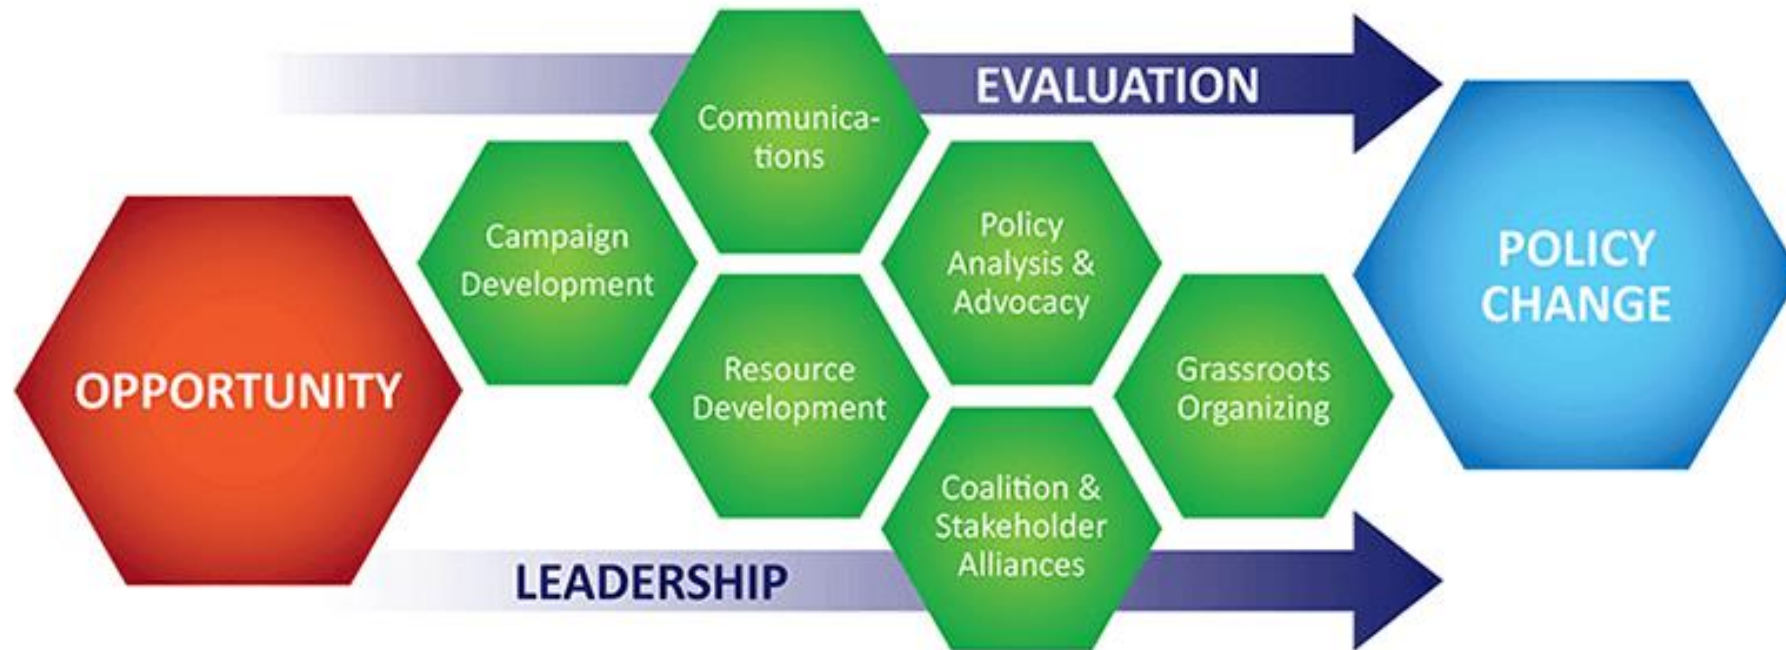 EVALUATION
Communica-
tions
Campaign
Development
Policy
Analysis &
Advocacy
POLICY
CHANGE
OPPORTUNITY
Resource
Development
Grassroots
Organizing
Coalition &
Stakeholder
Alliances
LEADERSHIP